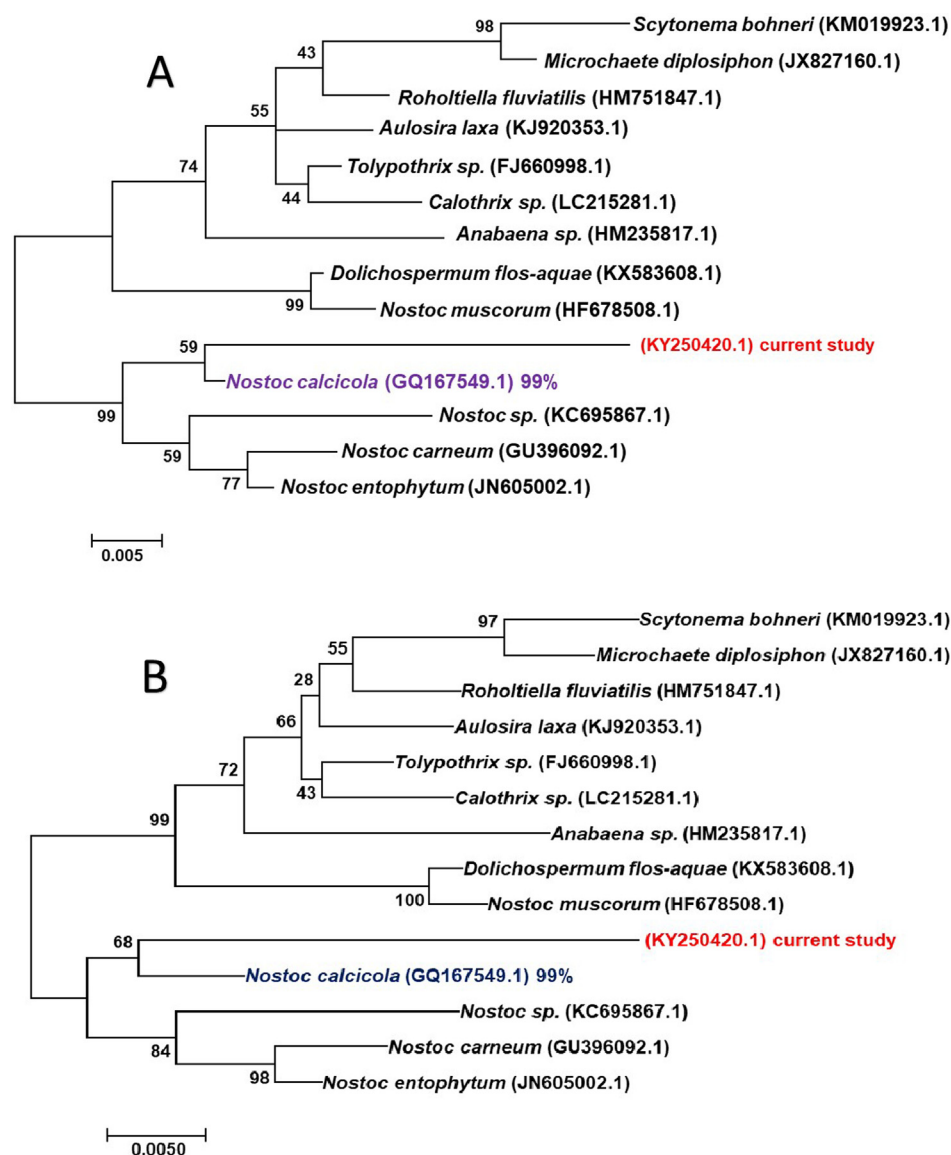 98
Scytonema bohneri (KM019923.1)
43
Microchaete diplosiphon (JX827160.1)
A
Roholtiella fluviatilis (HM751847.1)
55
Aulosira laxa (KJ920353.1)
Tolypothrix sp. (FJ660998.1)
74
44
Calothrix sp. (LC215281.1)
Anabaena sp. (HM235817.1)
Dolichospermum flos-aquae (KX583608.1)
99
Nostoc muscorum (HF678508.1)
59
(KY250420.1) current study
Nostoc calcicola (GQ167549.1) 99%
99
Nostoc sp. (KC695867.1)
59
Nostoc carneum (GU396092.1)
77
Nostoc entophytum (JN605002.1)
0.005
97
Scytonema bohneri (KM019923.1)
55
Microchaete diplosiphon (JX827160.1)
B
28
Roholtiella fluviatilis (HM751847.1)
66
Aulosira laxa (KJ920353.1)
Tolypothrix sp. (FJ660998.1)
72
43
Calothrix sp. (LC215281.1)
99
Anabaena sp. (HM235817.1)
Dolichospermum flos-aquae (KX583608.1)
100
Nostoc muscorum (HF678508.1)
68
(KY250420.1) current study
Nostoc calcicola (GQ167549.1) 99%
Nostoc sp. (KC695867.1)
84
Nostoc carneum (GU396092.1)
98
Nostoc entophytum (JN605002.1)
0.0050